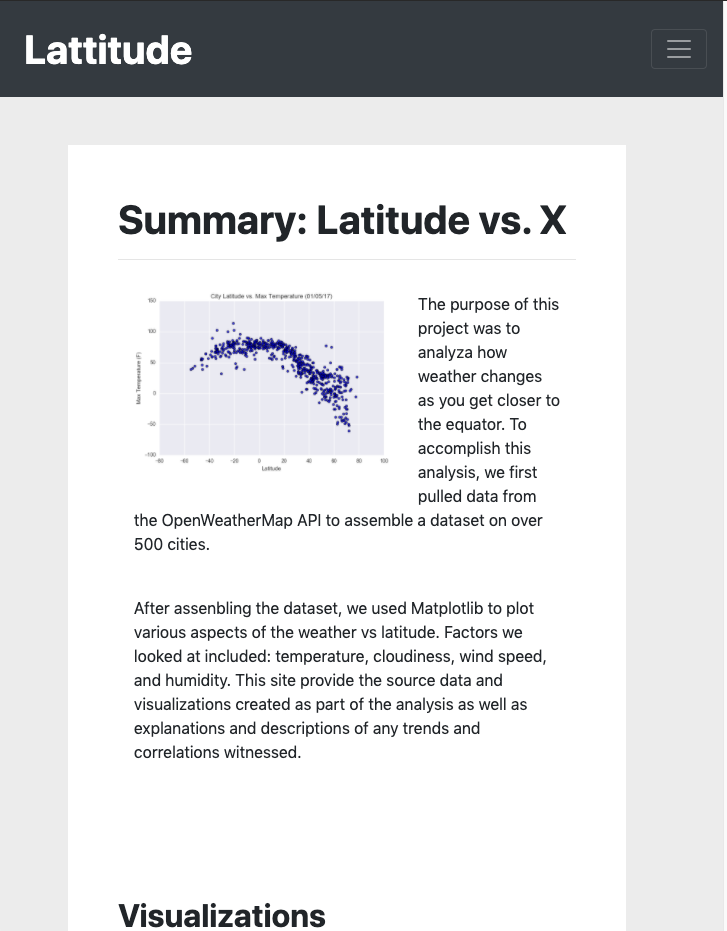 Lattitude
Summary: Latitude vs. X
City Latitude vs. Max Temperature (01/05/17)
150
100
50
0
-50
-100
Max Temperature (F)
-80 -60 -40 -20 0 20 40 60 80 100
Latitude
The purpose of this
project was to
analyza how
weather changes
as you get closer to
the equator. To
accomplish this
analysis, we first
pulled data from
the OpenWeatherMap API to assemble a dataset on over
500 cities.
After assenbling the dataset, we used Matplotlib to plot
various aspects of the weather vs latitude. Factors we
looked at included: temperature, cloudiness, wind speed,
and humidity. This site provide the source data and
visualizations created as part of the analysis as well as
explanations and descriptions of any trends and
correlations witnessed.
Visualizations